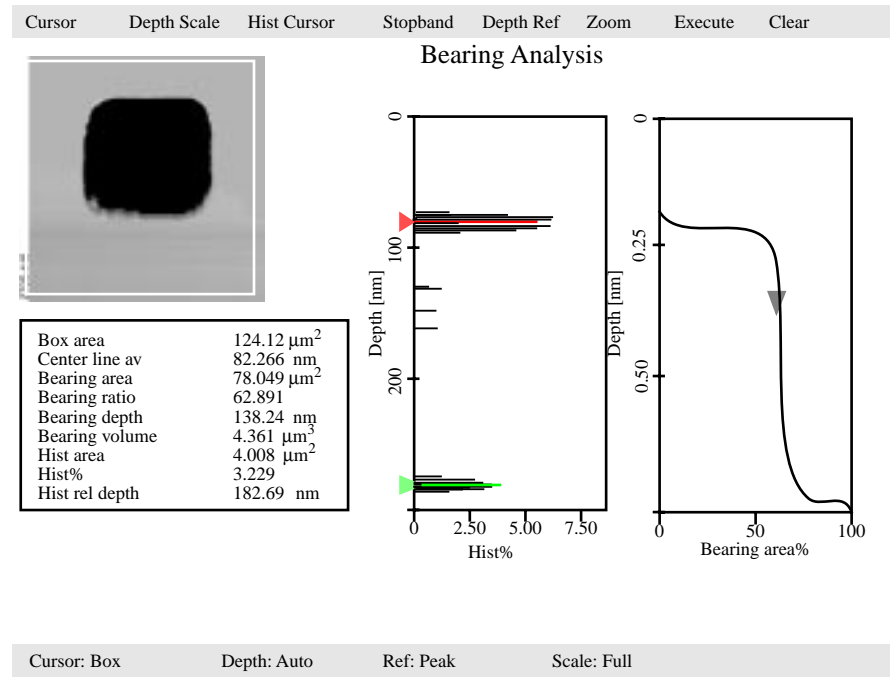 Cursor Depth Scale Hist Cursor Stopband Depth Ref Zoom Execute Clear
Bearing Analysis
Box area 124.12 μm2
Center line av 82.266 nm
Bearing area 78.049 μm2
Bearing ratio 62.891
Bearing depth 138.24 nm
Bearing volume 4.361 μm3
Hist area 4.008 μm2
Hist% 3.229
Hist rel depth 182.69 nm
Depth [nm]
0
100
200
0 2.50 5.00 7.50
Hist%
Depth [nm]
0
0.25
0.50
0 50 100
Bearing area%
Cursor: Box Depth: Auto Ref: Peak Scale: Full